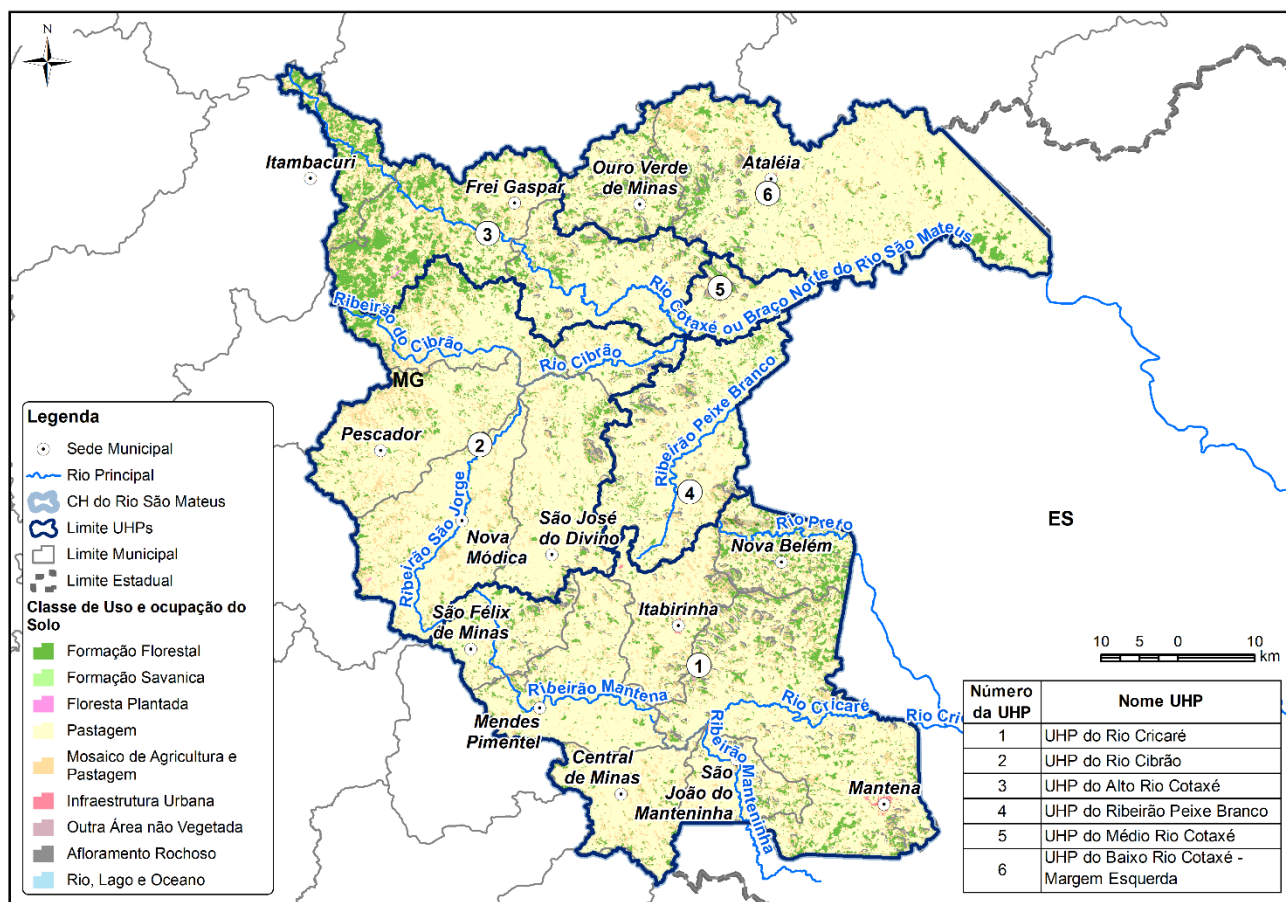 N
Itambacuri
Frei Gaspar
Ouro Verde
de Minas
Ataléia
6
3
5
Rio Cotaxé ou Braço Norte do Rio São Mateus
Ribeirão do Cibrão
Rio Cibrão
MG
Ribeirão Peixe Branco
Pescador
2
4
Ribeirão São Jorge
Nova
Módica
São José
do Divino
Rio Preto
Nova Belém
ES
São Félix
de Minas
Itabirinha
1
Ribeirão Mantena
Mendes
Pimentel
Rio Cricaré
Rio Cric
Ribeirão Manteninha
Central
de Minas
São
João do
Manteninha
Mantena
10 5 0 10
km
Legenda
Sede Municipal
Rio Principal
CH do Rio São Mateus
Limite UHPs
Limite Municipal
Limite Estadual
Classe de Uso e ocupação do
Solo
Formação Florestal
Formação Savanica
Floresta Plantada
Pastagem
Mosaico de Agricultura e
Pastagem
Infraestrutura Urbana
Outra Área não Vegetada
Afloramento Rochoso
Rio, Lago e Oceano
Número
da UHP
Nome UHP
1 UHP do Rio Cricaré
2 UHP do Rio Cibrão
3 UHP do Alto Rio Cotaxé
4 UHP do Ribeirão Peixe Branco
5 UHP do Médio Rio Cotaxé
6 UHP do Baixo Rio Cotaxé -
Margem Esquerda